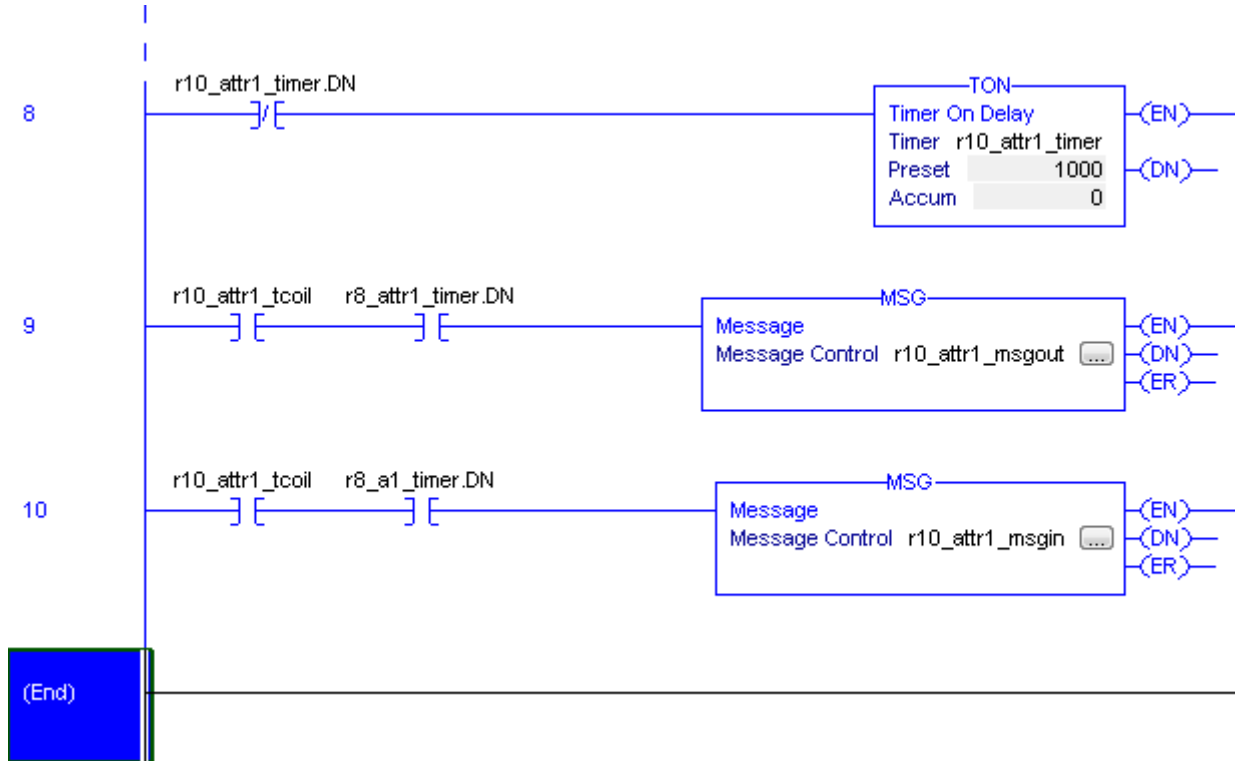 r10_attr1_timer.DN
TON
8
Timer On Delay
(EN)
Timer r10_attr1_timer
Preset 1000
(DN)
Accum 0
r10_attr1_tcoil r8_attr1_timer.DN
MSG
9
Message
(EN)
Message Control r10_attr1_msgout ...
(DN)
(ER)
r10_attr1_tcoil r8_a1_timer.DN
MSG
10
Message
(EN)
Message Control r10_attr1_msgin ...
(DN)
(ER)
(End)